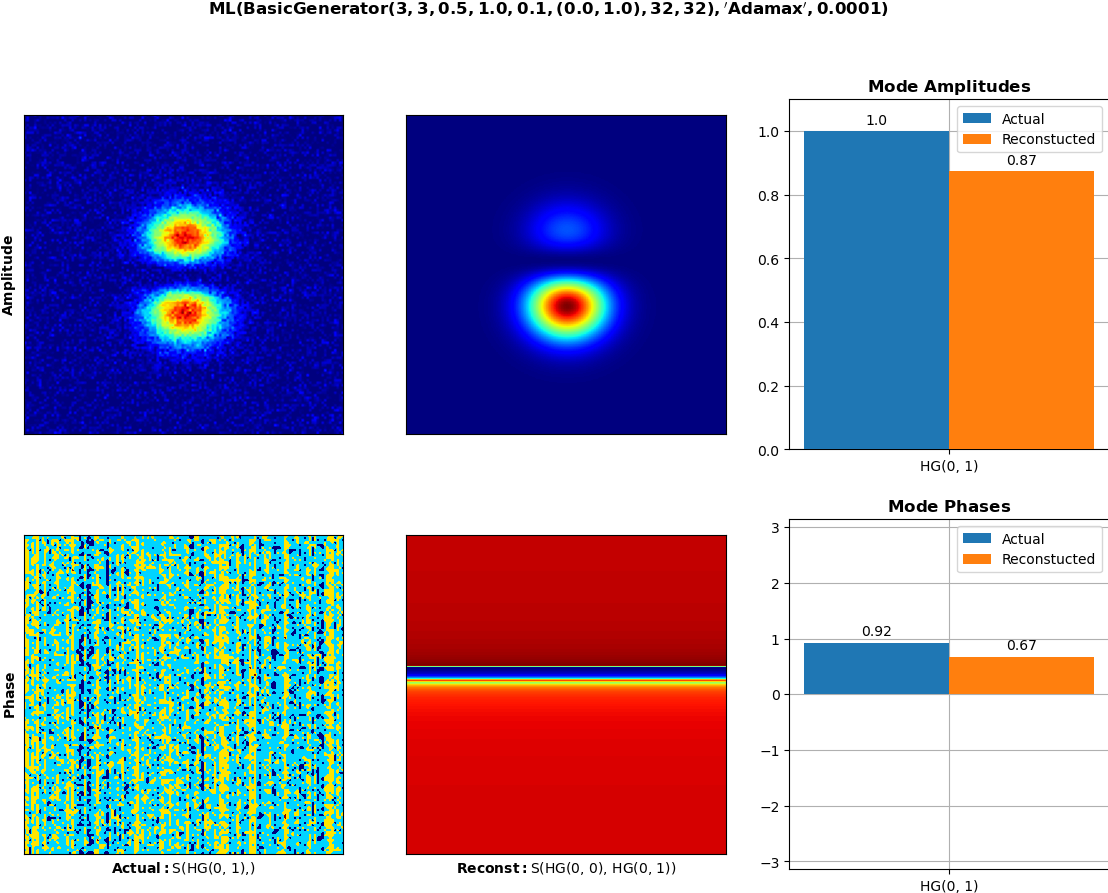 ML(BasicGenerator(3, 3, 0.5, 1.0, 0.1, (0.0, 1.0), 32, 32), ′Adamax′, 0.0001)
Mode Amplitudes
Amplitude
1.0
0.8
0.6
0.4
0.2
0.0
1.0
0.87
Actual
Reconstucted
HG(0, 1)
Mode Phases
Phase
3
2
1
0
−1
−2
−3
0.92
0.67
Actual
Reconstucted
HG(0, 1)
Actual: S(HG(0, 1),)
Reconst: S(HG(0, 0), HG(0, 1))